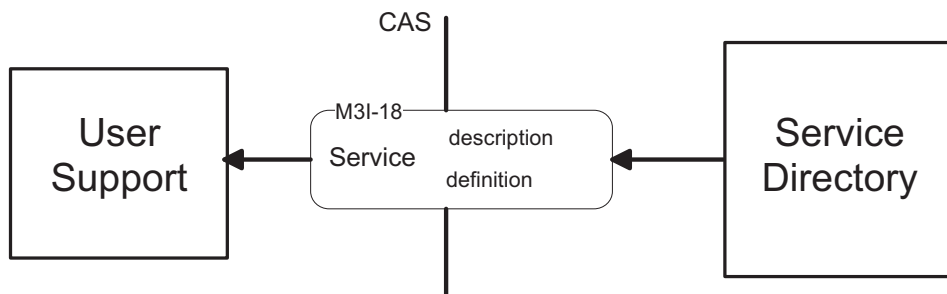 CAS
User
Support
M3I-18
Service
description
definition
Service
Directory